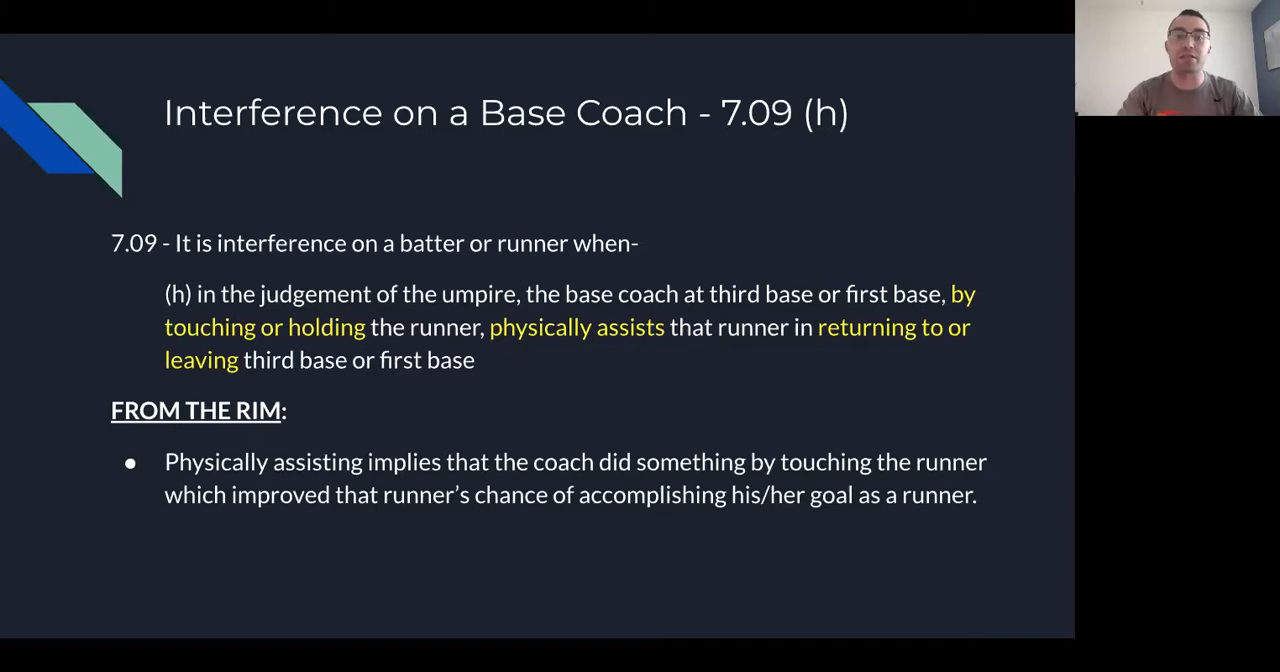 Interference on a Base Coach - 7.09 (h)
7.09 - It is interference on a batter or runner when-
(h) in the judgement of the umpire, the base coach at third base or first base, by
touching or holding the runner, physically assists that runner in returning to or
leaving third base or first base
FROM THE RIM:
● Physically assisting implies that the coach did something by touching the runner
which improved that runner's chance of accomplishing his/her goal as a runner.